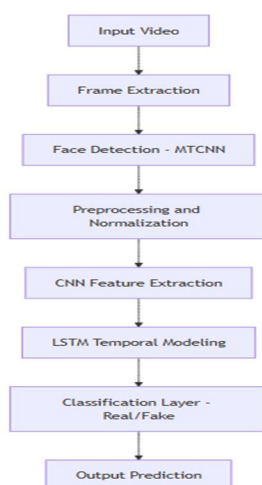 Input Video
Frame Extraction
Face Detection - MTCNN
Preprocessing and
Normalization
CNN Feature Extraction
LSTM Temporal Modeling
Classification Layer -
Real/Fake
Output Prediction